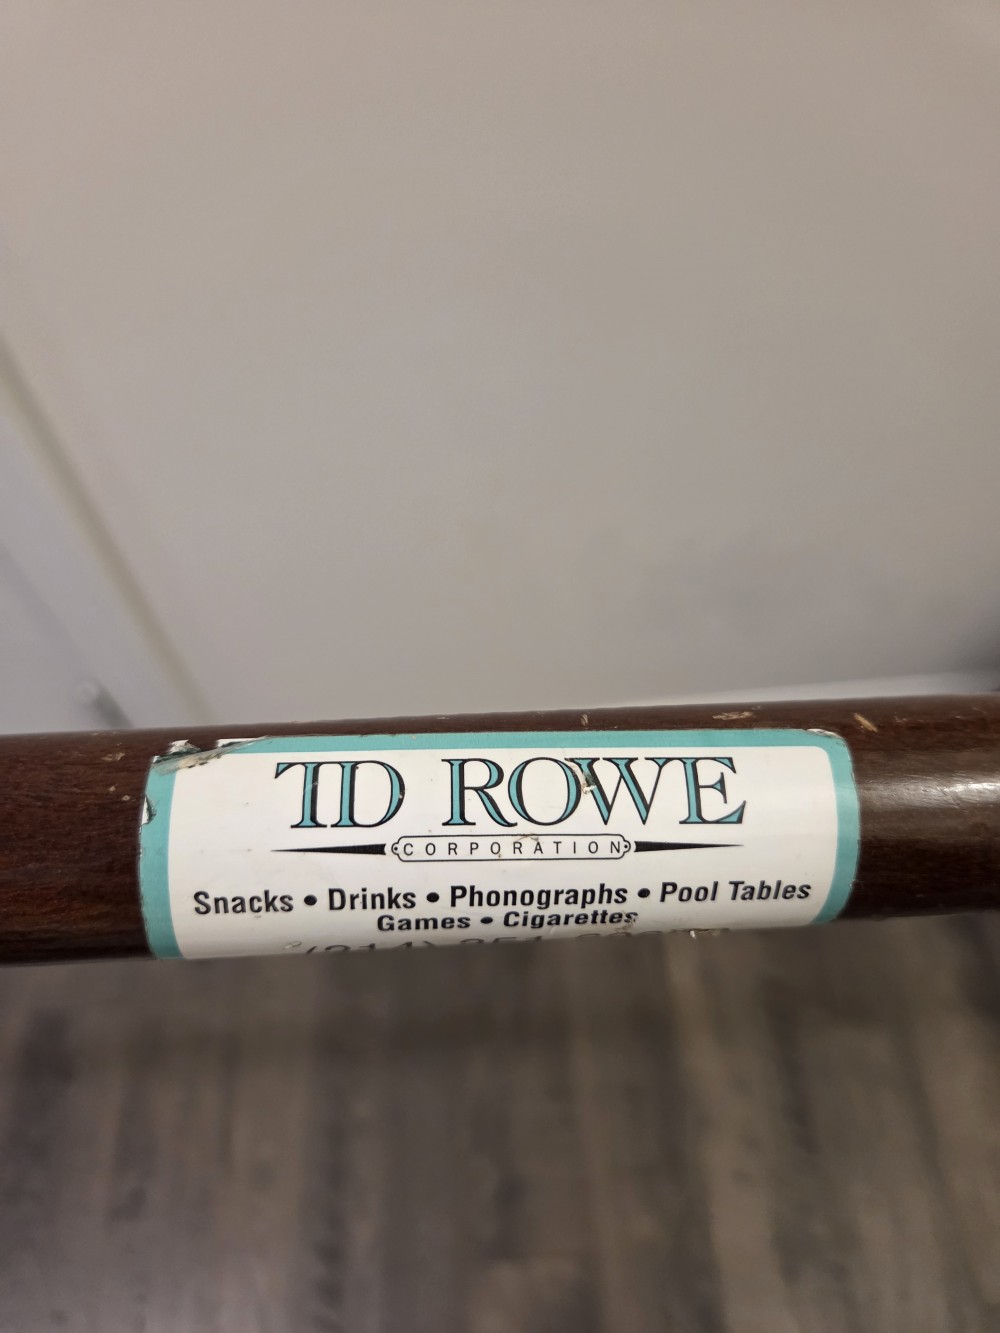 TD ROWE
CORPORATION
Snacks • Drinks • Phonographs • Pool Tables
Games • Cigarettes